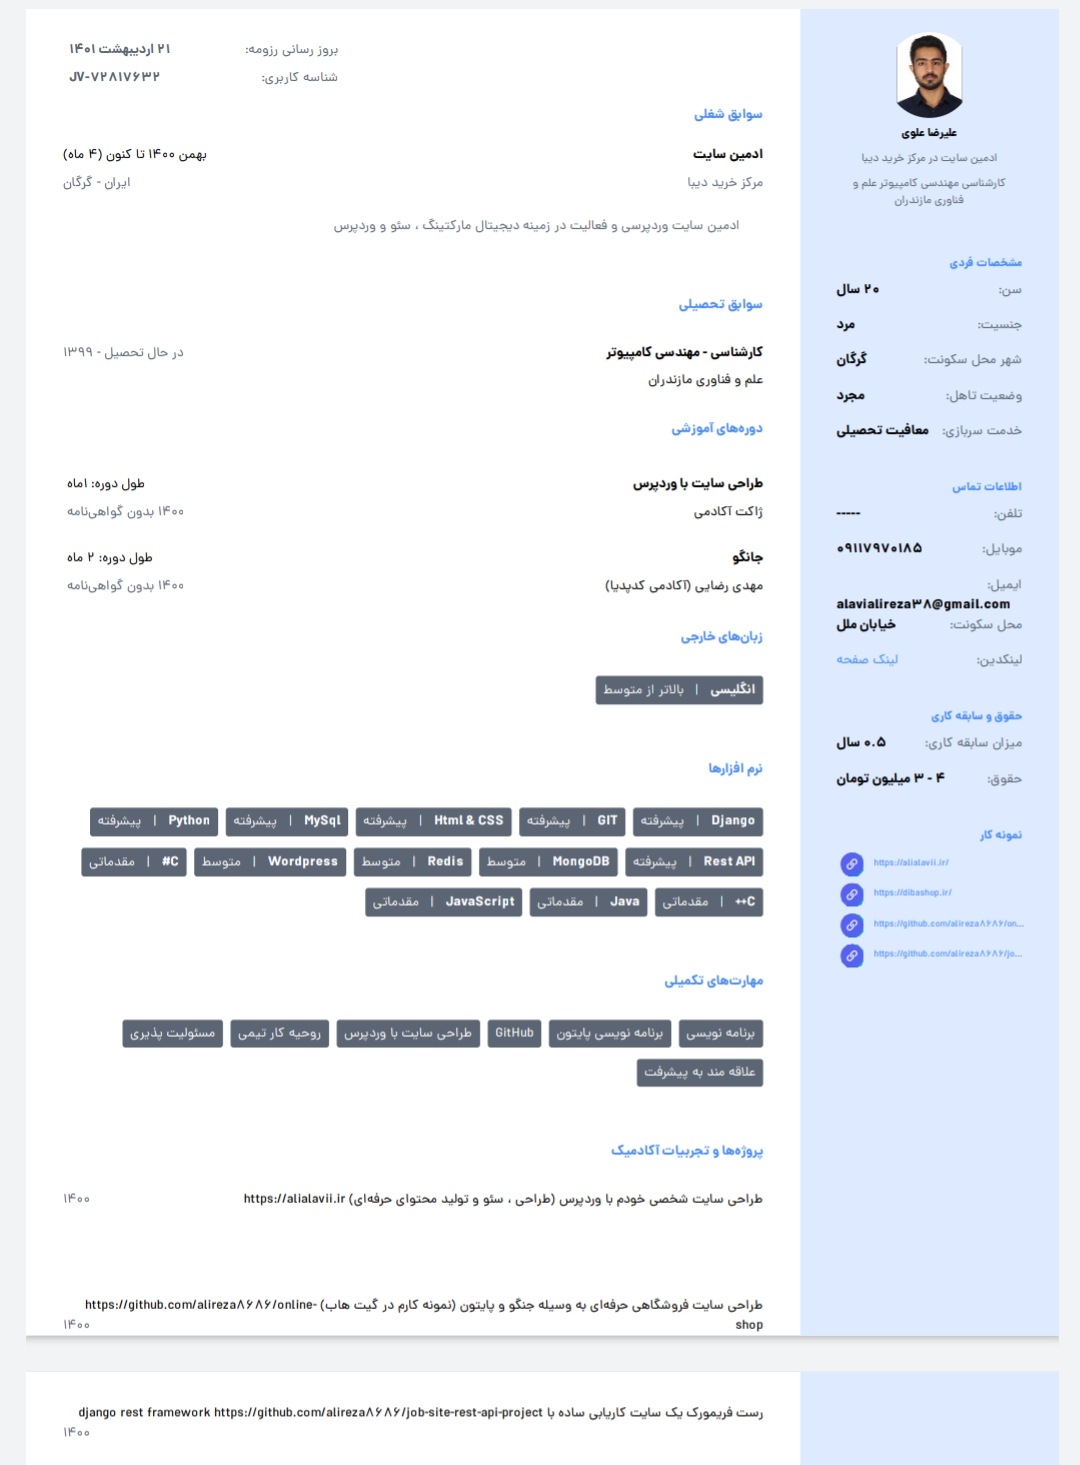 علیرضا علوی
ادمین سایت در مرکز خرید دیبا
کارشناسی مهندسی کامپیوتر علم و
فناوری مازندران
مشخصات فردی
سن: ۲۰ سال
جنسیت: مرد
شهر محل سکونت: گرگان
وضعیت تاهل: مجرد
خدمت سربازی: معافیت تحصیلی
اطلاعات تماس
تلفن: -----
موبایل: ۰۹۱۱۷۹۷۰۱۸۵
ایمیل:
alavialireza۳۸@gmail.com
محل سکونت: خیابان ملل
لینکدین: لینک صفحه
حقوق و سابقه کاری
میزان سابقه کاری: ۰.۵ سال
حقوق: ۴ - ۳ میلیون تومان
نمونه کار
https://alialavii.ir/
https://dibashop.ir/
https://github.com/alireza۸۶۸۶/on...
https://github.com/alireza۸۶۸۶/jo...
بروز رسانی رزومه: ۲۱ اردیبهشت ۱۴۰۱
شناسه کاربری: JV-۷۲۸۱۷۶۳۲
سوابق شغلی
ادمین سایت بهمن ۱۴۰۰ تا کنون (۴ ماه)
مرکز خرید دیبا ایران - گرگان
ادمین سایت وردپرسی و فعالیت در زمینه دیجیتال مارکتینگ ، سئو و وردپرس
سوابق تحصیلی
کارشناسی - مهندسی کامپیوتر در حال تحصیل - ۱۳۹۹
علم و فناوری مازندران
دوره‌های آموزشی
طراحی سایت با وردپرس طول دوره: ۱ماه
ژاکت آکادمی ۱۴۰۰ بدون گواهی‌نامه
جانگو طول دوره: ۲ ماه
مهدی رضایی (آکادمی کدیدیا) ۱۴۰۰ بدون گواهی‌نامه
زبان‌های خارجی
انگلیسی | بالاتر از متوسط
نرم افزارها
Django | پیشرفته GIT | پیشرفته Html & CSS | پیشرفته MySql | پیشرفته Python | پیشرفته
Rest API | پیشرفته MongoDB | متوسط Redis | متوسط Wordpress | متوسط #C | مقدماتی
++C | مقدماتی Java | مقدماتی JavaScript | مقدماتی
مهارت‌های تکمیلی
برنامه نویسی برنامه نویسی پایتون GitHub طراحی سایت با وردپرس روحیه کار تیمی مسئولیت پذیری
علاقه مند به پیشرفت
پروژه‌ها و تجربیات آکادمیک
طراحی سایت شخصی خودم با وردپرس (طراحی ، سئو و تولید محتوای حرفه‌ای) https://alialavii.ir ۱۴۰۰
طراحی سایت فروشگاهی حرفه‌ای به وسیله جنگو و پایتون (نمونه کارم در گیت هاب) https://github.com/alireza۸۶۸۶/online-
shop ۱۴۰۰
رست فریمورک یک سایت کاریابی ساده با django rest framework https://github.com/alireza۸۶۸۶/job-site-rest-api-project
۱۴۰۰